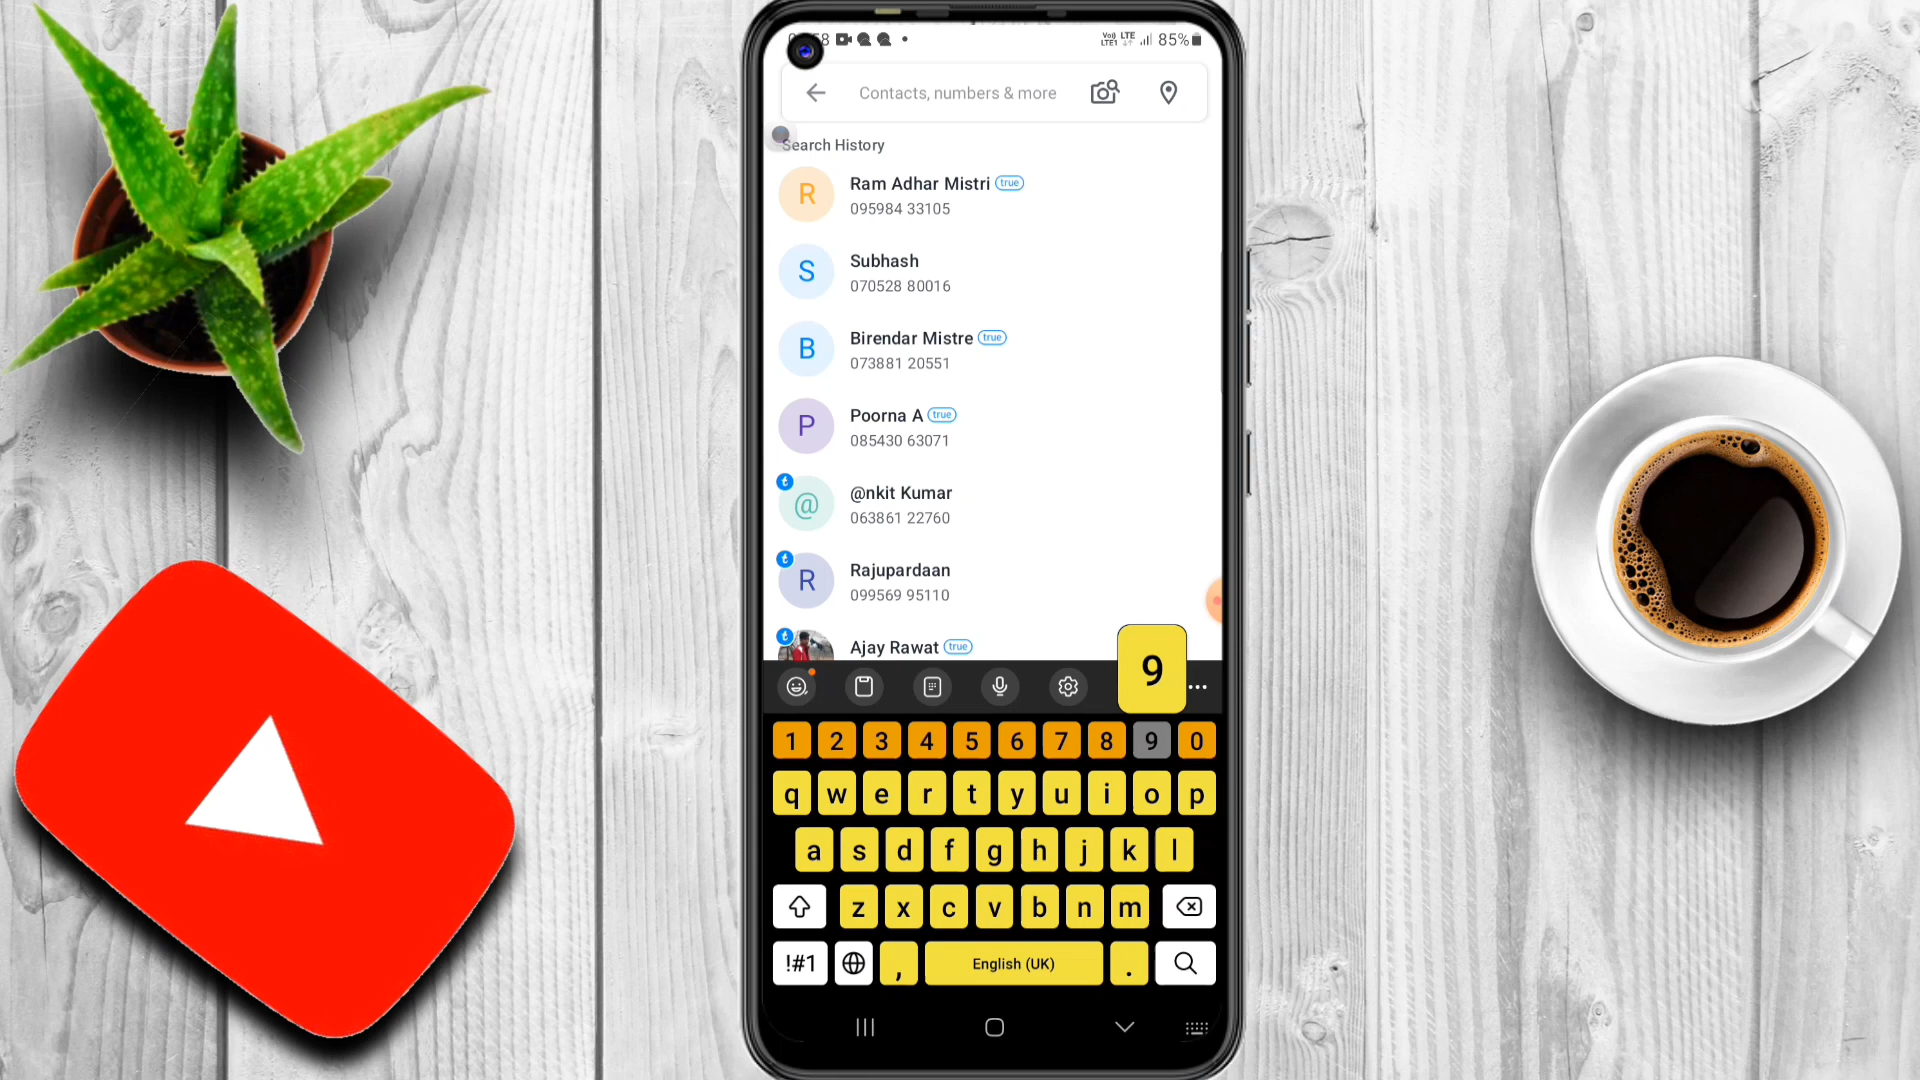 85%
Contacts, numbers & more
Search History
R
Ram Adhar Mistri true
095984 33105
S
Subhash
070528 80016
B
Birendar Mistre true
073881 20551
P
Poorna A true
085430 63071
@
@nkit Kumar
063861 22760
R
Rajupardaan
099569 95110
Ajay Rawat true
9
1 2 3 4 5 6 7 8 9 0
q w e r t y u i o p
a s d f g h j k l
z x c v b n m
!#1 , English (UK) .